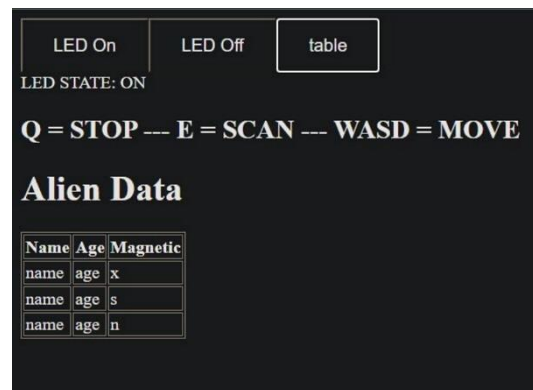 LED On LED Off table
LED STATE: ON
Q = STOP --- E = SCAN --- WASD = MOVE
Alien Data
Name Age Magnetic
name age x
name age s
name age n